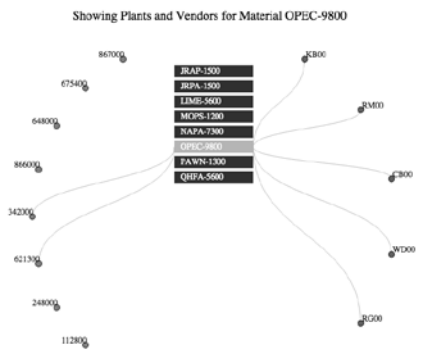 Showing Plants and Vendors for Material OPEC-9800
867000
675400
648000
866000
542000
621300
248000
112800
JRAP-1500
JRPA-1500
LIME-5600
MOPS-1200
NAPA-7300
OPEC-9800
PAWN-1300
QHFA-5600
KB00
RM00
CB00
WD00
RG00